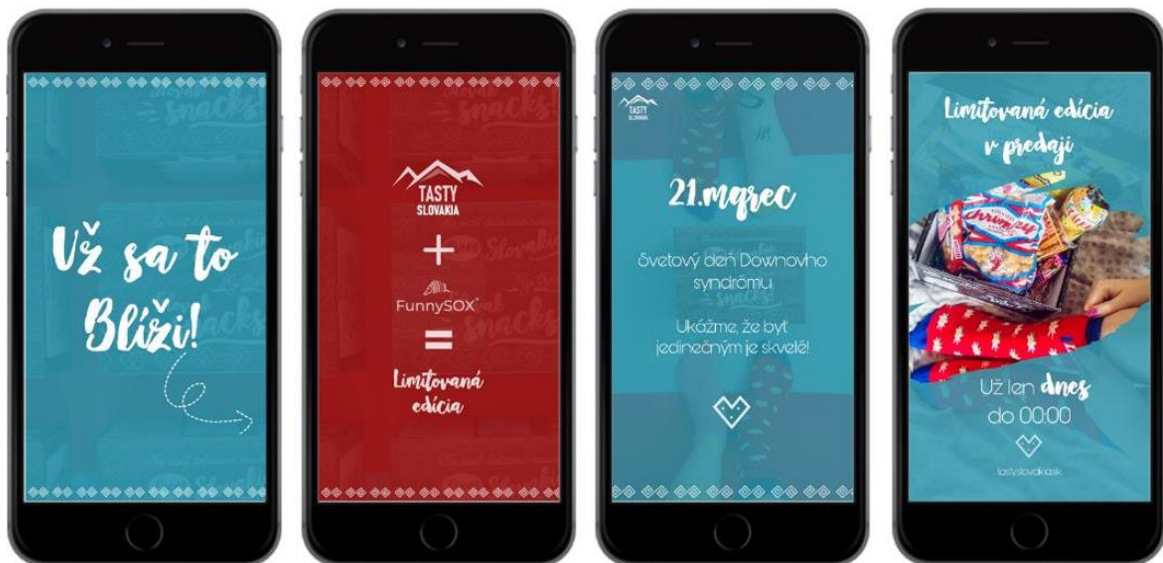 Už sa to
Blíži!
TASTY
SLOVAKIA
+
FunnySOX®
=
Limitovaná
edícia
TASTY
SLOVAKIA
21.marec
Svetový deň Downovho
syndrómu
Ukážme, že byť
jedinečným je skvelé!
Limitovaná edícia
v predaji
chrumky
Už len dnes
do 00:00
tastyslovakia.sk